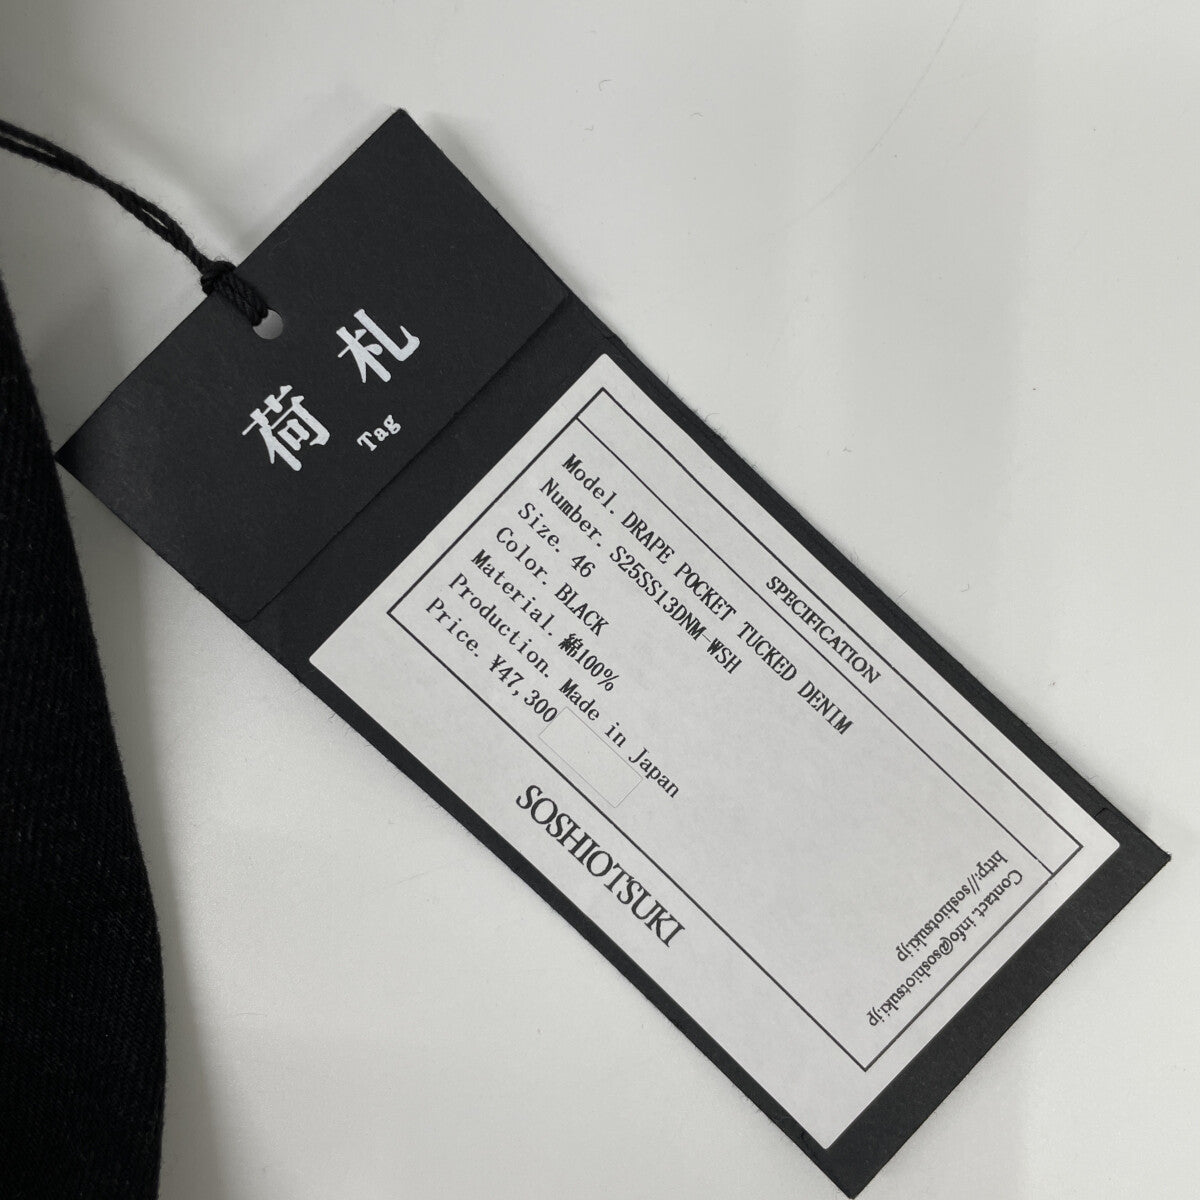 荷札
Tag
SPECIFICATION
Model. DRAPE POCKET TUCKED DENIM
Number. S25SS13DNM-WSH
Size. 46
Color. BLACK
Material. 綿100%
Production. Made in Japan
Price. ¥47,300
SOSHIOTSUKI
Contact. info@soshiotsuki.jp
http://soshiotsuki.jp